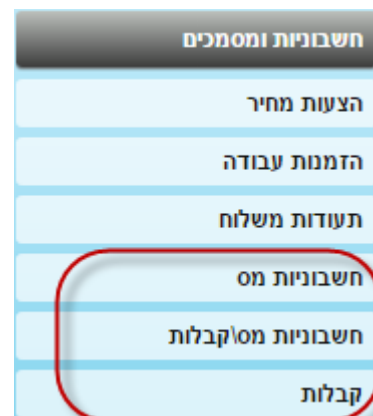 חשבוניות ומסמכים
הצעות מחיר
הזמנות עבודה
תעודות משלוח
חשבוניות מס
חשבוניות מס\קבלות
קבלות